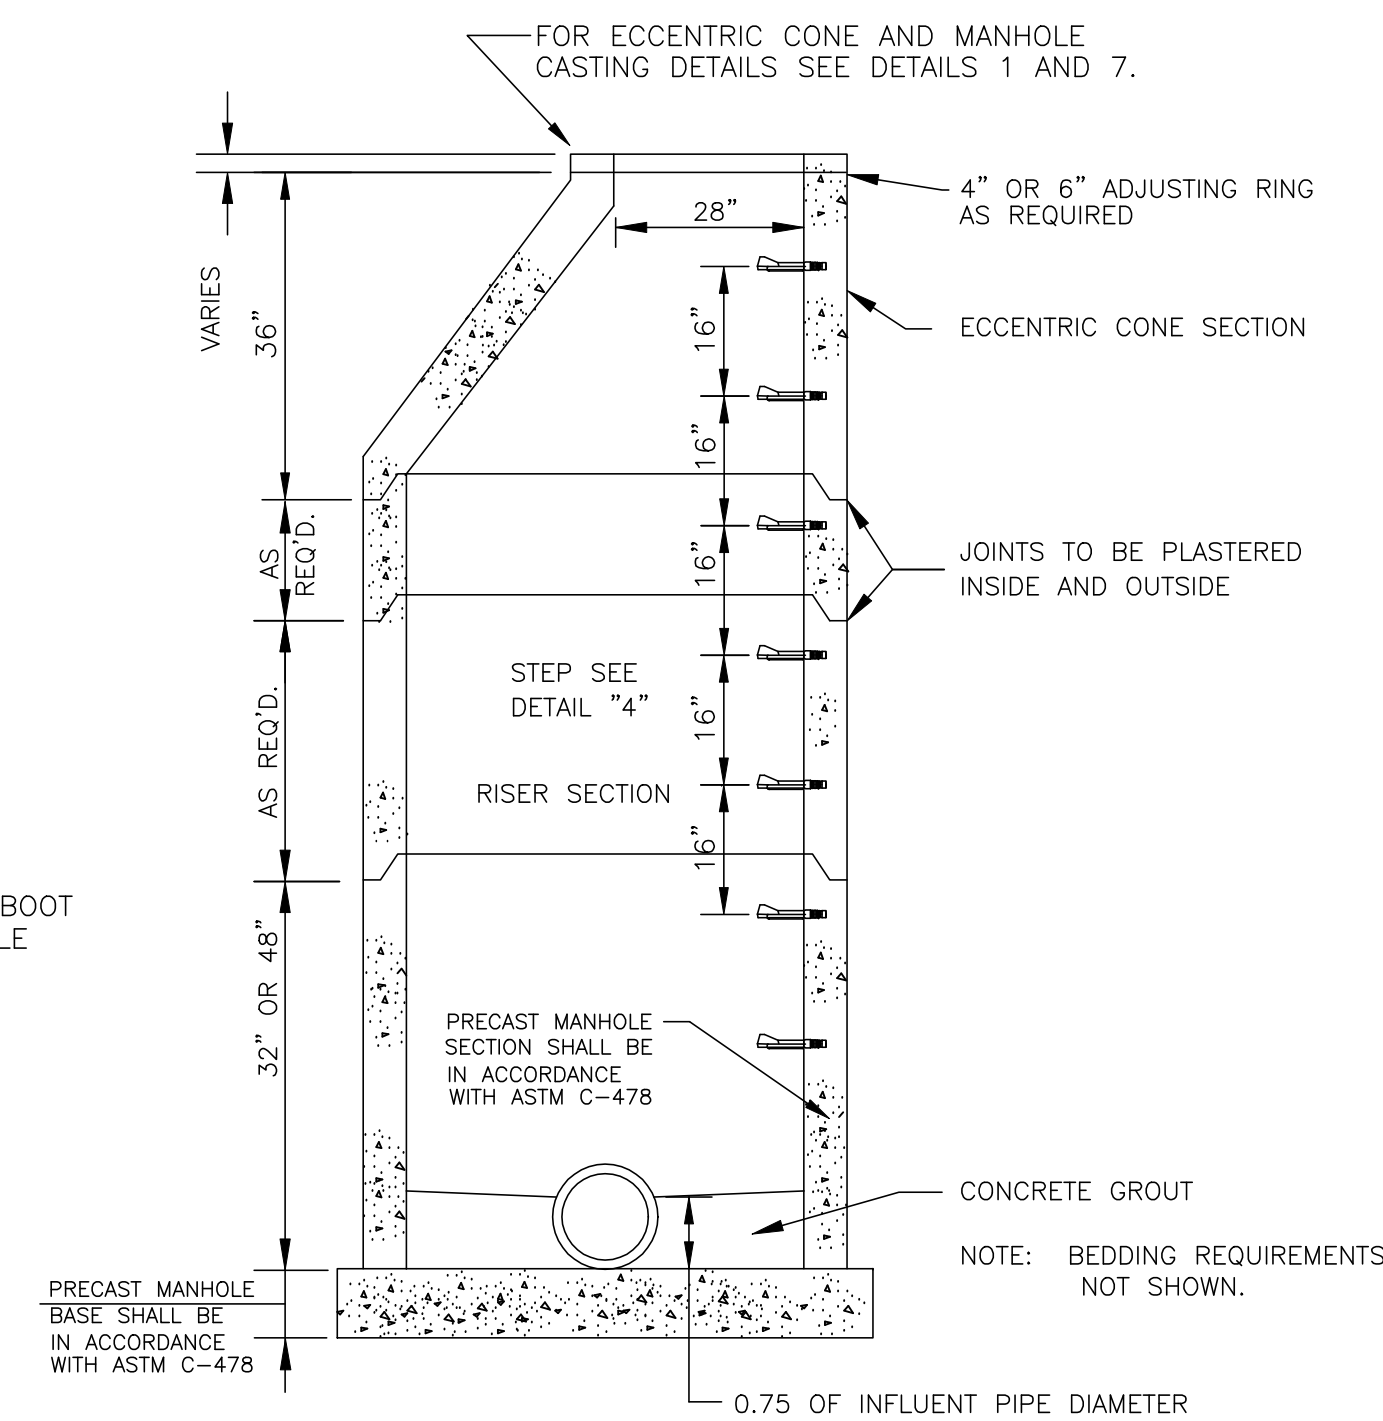 FOR ECCENTRIC CONE AND MANHOLE
CASTING DETAILS SEE DETAILS 1 AND 7.
4” OR 6” ADJUSTING RING
AS REQUIRED
28”
VARIES
36”
16”
ECCENTRIC CONE SECTION
16”
AS
REQ’D.
16”
JOINTS TO BE PLASTERED
INSIDE AND OUTSIDE
STEP SEE
DETAIL ”4”
AS REQ’D.
16”
RISER SECTION
16”
BOOT
LE
32” OR 48”
PRECAST MANHOLE
SECTION SHALL BE
IN ACCORDANCE
WITH ASTM C–478
CONCRETE GROUT
NOTE: BEDDING REQUIREMENTS
NOT SHOWN.
PRECAST MANHOLE
BASE SHALL BE
IN ACCORDANCE
WITH ASTM C–478
0.75 OF INFLUENT PIPE DIAMETER